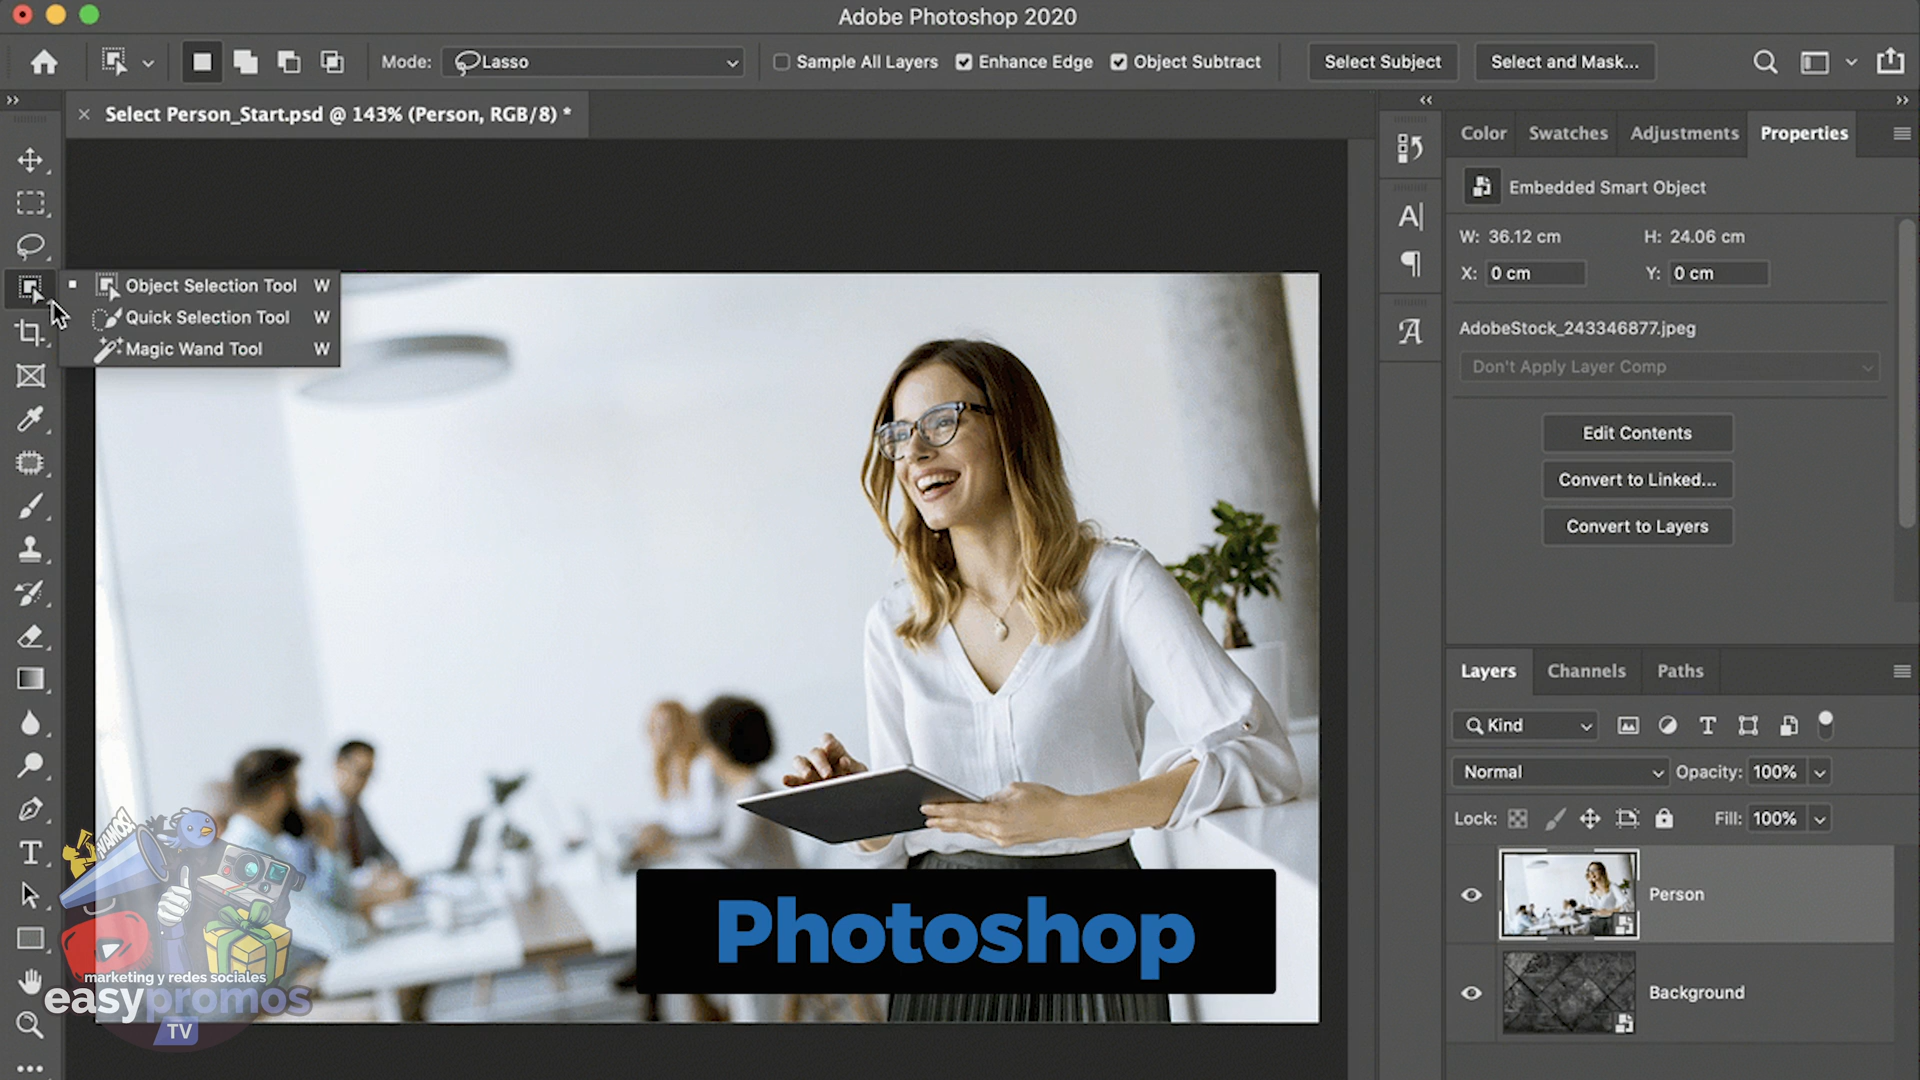 Adobe Photoshop 2020
Mode: Lasso Sample All Layers Enhance Edge Object Subtract Select Subject Select and Mask...
Select Person_Start.psd @ 143% (Person, RGB/8) *
Color Swatches Adjustments Properties
Embedded Smart Object
W: 36.12 cm H: 24.06 cm
X: 0 cm Y: 0 cm
Object Selection Tool W
Quick Selection Tool W
Magic Wand Tool W
AdobeStock_243346877.jpeg
Don't Apply Layer Comp
Edit Contents
Convert to Linked...
Convert to Layers
Layers Channels Paths
Kind
Normal Opacity: 100%
Lock: Fill: 100%
Person
Background
Photoshop
¡VAMOS!
marketing y redes sociales
easypromos
TV